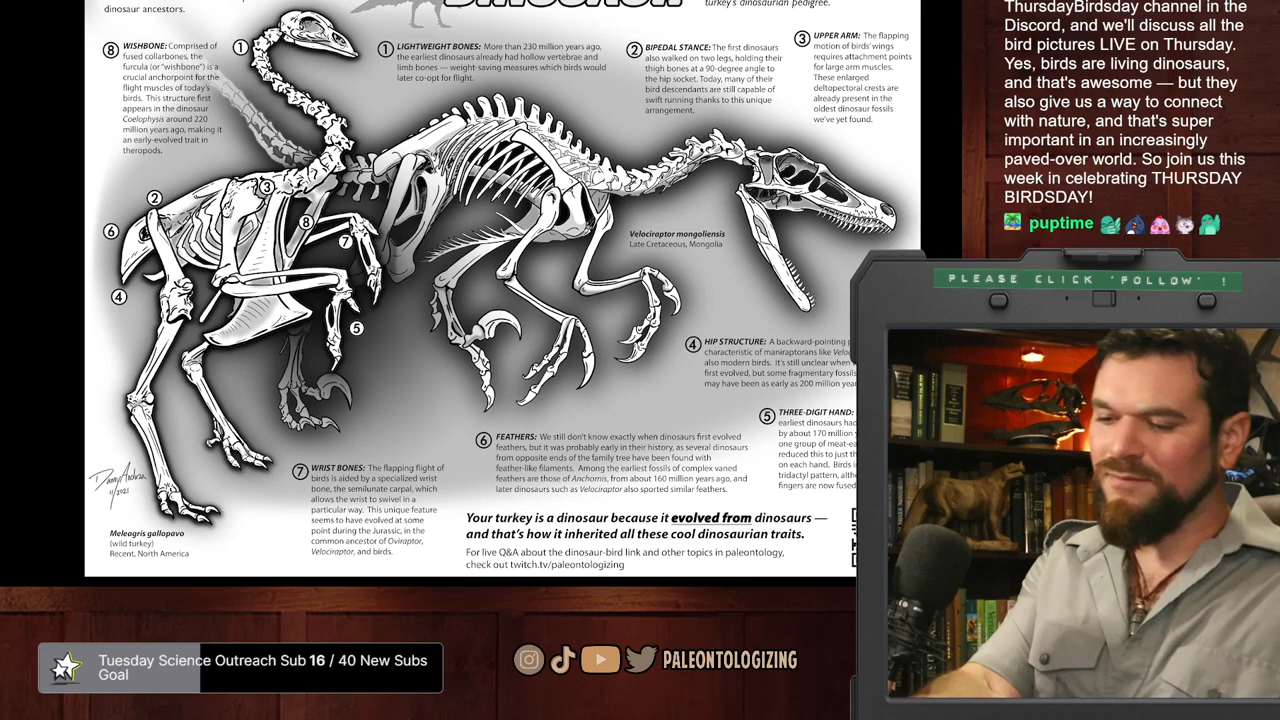 dinosaur ancestors.
DINOSAUR
turkey's dinosaurian pedigree.
8 WISHBONE: Comprised of
fused collarbones, the
furcula (or "wishbone") is a
crucial anchorpoint for the
flight muscles of today's
birds. This structure first
appears in the dinosaur
Coelophysis around 220
million years ago, making it
an early-evolved trait in
theropods.
1
1 LIGHTWEIGHT BONES: More than 230 million years ago,
the earliest dinosaurs already had hollow vertebrae and
limb bones — weight-saving measures which birds would
later co-opt for flight.
2 BIPEDAL STANCE: The first dinosaurs
also walked on two legs, holding their
thigh bones at a 90-degree angle to
the hip socket. Today, many of their
bird descendants are still capable of
swift running thanks to this unique
arrangement.
3 UPPER ARM: The flapping
motion of birds' wings
requires attachment points
for large arm muscles.
These enlarged
deltopectoral crests are
already present in the
oldest dinosaur fossils
we've yet found.
2
3
6
8
7
4
5
Velociraptor mongoliensis
Late Cretaceous, Mongolia
4 HIP STRUCTURE: A backward-pointing
characteristic of maniraptorans like
also modern birds. It's still unclear when
first evolved, but some fragmentary fossils
may have been as early as 200 million
5 THREE-DIGIT HAND:
earliest dinosaurs had
by about 170 million
one group of meat-ea
reduced this to just th
on each hand. Birds
tridactyl pattern, alth
fingers are now fused
6 FEATHERS: We still don't know exactly when dinosaurs first evolved
feathers, but it was probably early in their history, as several dinosaurs
from opposite ends of the family tree have been found with
feather-like filaments. Among the earliest fossils of complex vaned
feathers are those of Anchornis, from about 160 million years ago, and
later dinosaurs such as Velociraptor also sported similar feathers.
7 WRIST BONES: The flapping flight of
birds is aided by a specialized wrist
bone, the semilunate carpal, which
allows the wrist to swivel in a
particular way. This unique feature
seems to have evolved at some
point during the Jurassic, in the
common ancestor of Oviraptor,
Velociraptor, and birds.
11/2021
Meleagris gallopavo
(wild turkey)
Recent, North America
Your turkey is a dinosaur because it evolved from dinosaurs —
and that's how it inherited all these cool dinosaurian traits.
For live Q&A about the dinosaur-bird link and other topics in paleontology,
check out twitch.tv/paleontologizing
ThursdayBirdsday channel in the
Discord, and we'll discuss all the
bird pictures LIVE on Thursday.
Yes, birds are living dinosaurs,
and that's awesome — but they
also give us a way to connect
with nature, and that's super
important in an increasingly
paved-over world. So join us this
week in celebrating THURSDAY
BIRDSDAY!
puptime
PLEASE CLICK 'FOLLOW' !
Tuesday Science Outreach Sub 16 / 40 New Subs
Goal
PALEONTOLOGIZING